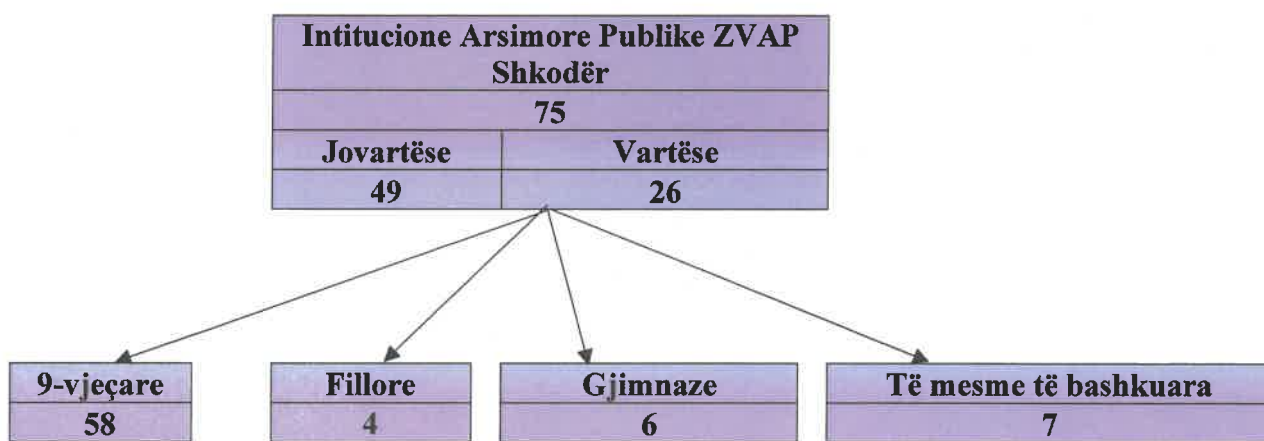 Intitucione Arsimore Publike ZVAP
Shkodër
75
Jovartëse Vartëse
49 26
9-vjeçare Fillore Gjimnaze Të mesme të bashkuara
58 4 6 7